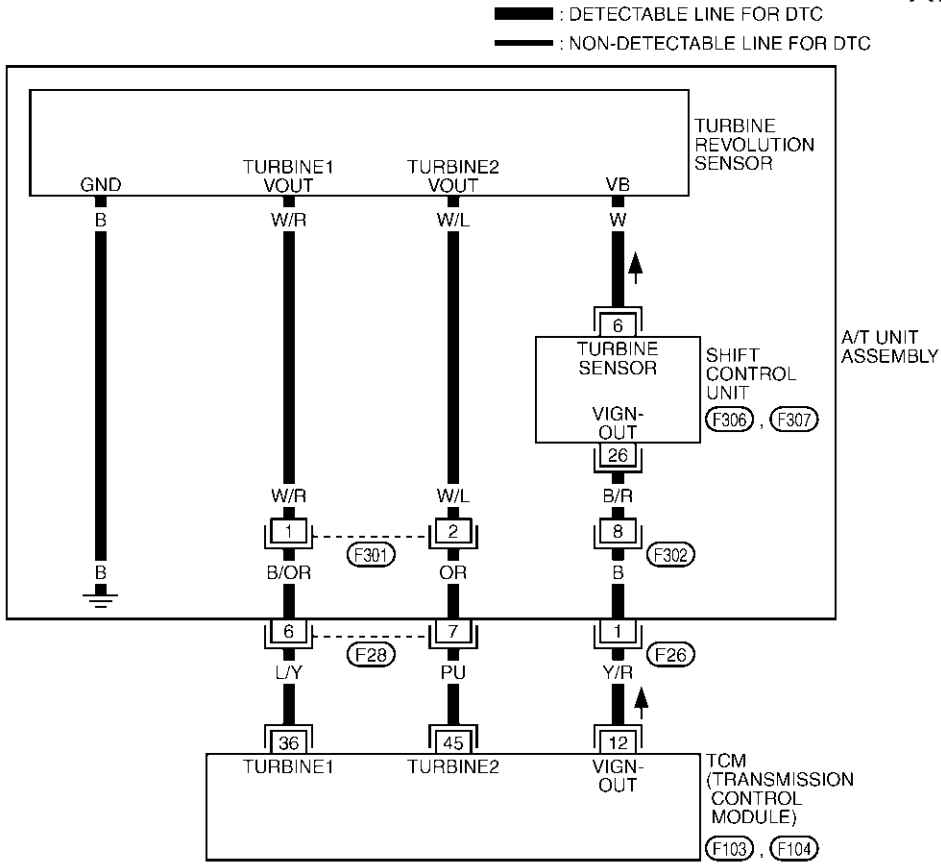 : DETECTABLE LINE FOR DTC
: NON-DETECTABLE LINE FOR DTC
TURBINE
REVOLUTION
SENSOR
GND
TURBINE1
VOUT
TURBINE2
VOUT
VB
B
W/R
W/L
W
6
TURBINE
SENSOR
VIGN-
OUT
26
SHIFT
CONTROL
UNIT
F306 , F307
A/T UNIT
ASSEMBLY
W/R
W/L
B/R
1
2
8
F301
F302
B
B/OR
OR
B
6
7
1
F28
F26
L/Y
PU
Y/R
36
45
12
TURBINE1
TURBINE2
VIGN-
OUT
TCM
(TRANSMISSION
CONTROL
MODULE)
F103 , F104